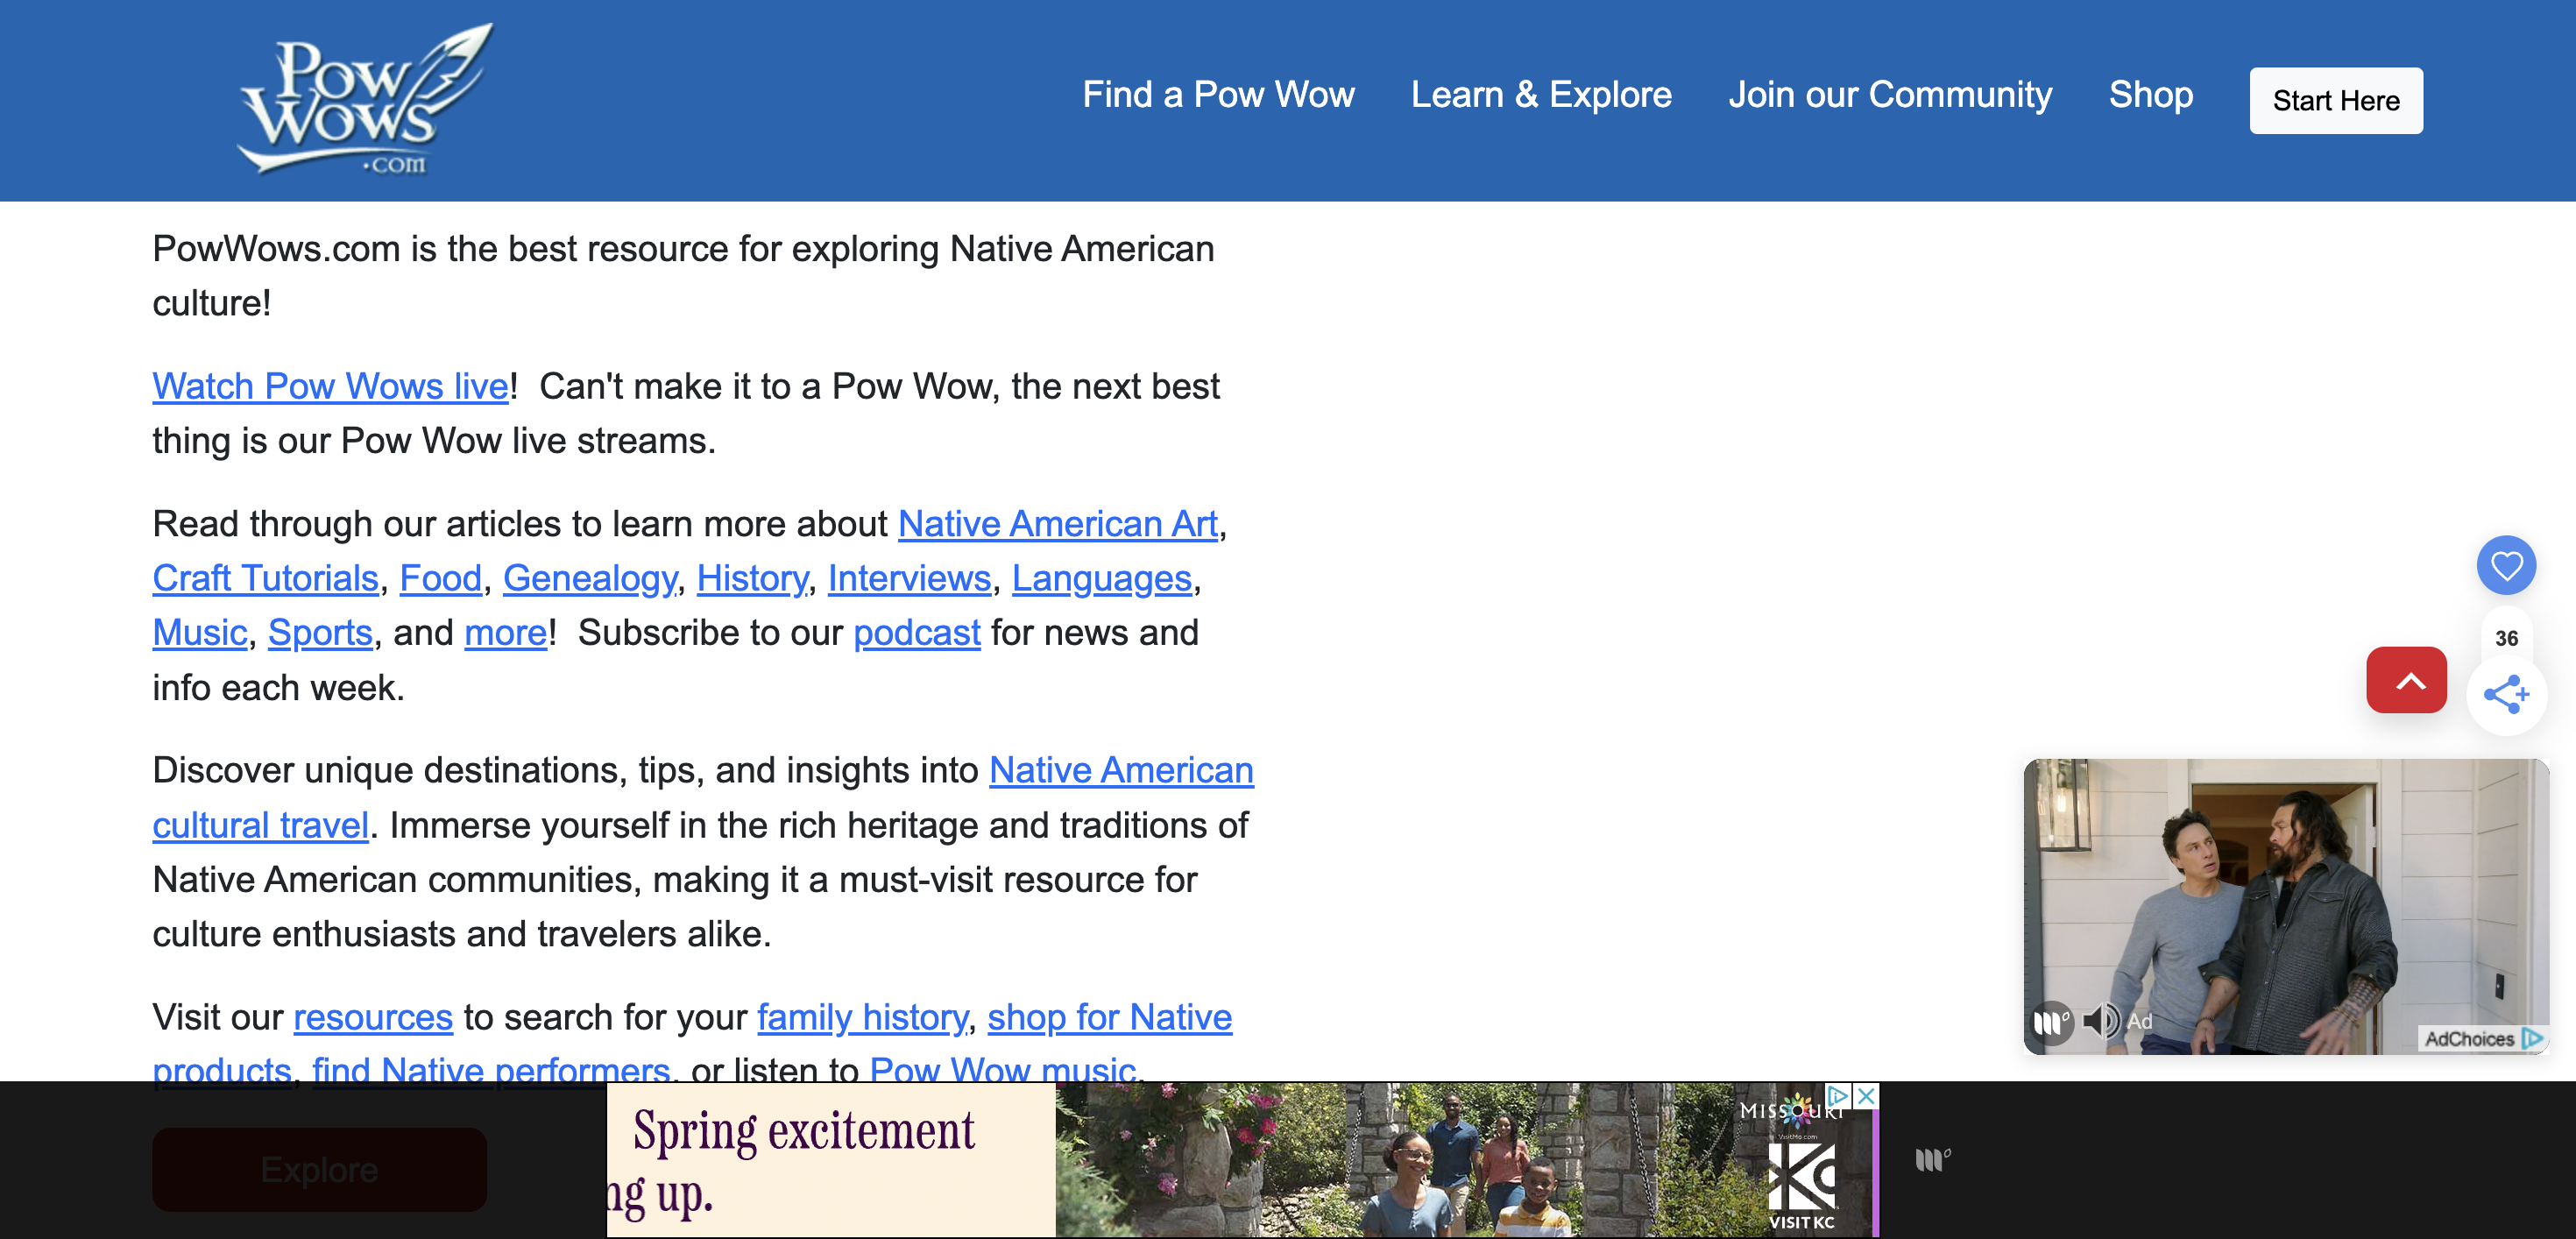 Pow
Wows
.com
Find a Pow Wow Learn & Explore Join our Community Shop Start Here
PowWows.com is the best resource for exploring Native American
culture!
Watch Pow Wows live!  Can't make it to a Pow Wow, the next best
thing is our Pow Wow live streams.
Read through our articles to learn more about Native American Art,
Craft Tutorials, Food, Genealogy, History, Interviews, Languages,
Music, Sports, and more!  Subscribe to our podcast for news and
info each week.
Discover unique destinations, tips, and insights into Native American
cultural travel. Immerse yourself in the rich heritage and traditions of
Native American communities, making it a must-visit resource for
culture enthusiasts and travelers alike.
Visit our resources to search for your family history, shop for Native
products, find Native performers, or listen to Pow Wow music.
Explore
36
Ad
AdChoices
Spring excitement
ng up.
MISSOURI
VisitMo.com
KC
VISIT KC